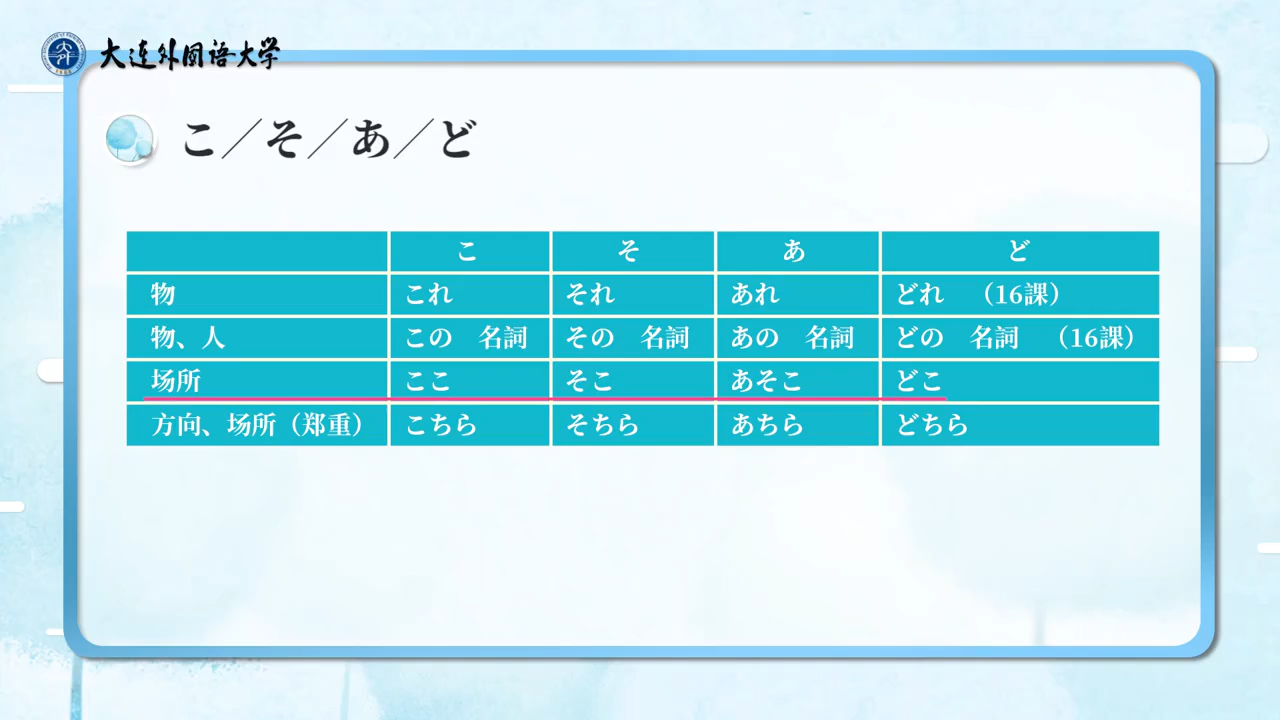 大连外国语大学
こ／そ／あ／ど
こ そ あ ど
物 これ それ あれ どれ　（16課）
物、人 この　名詞 その　名詞 あの　名詞 どの　名詞　（16課）
场所 ここ そこ あそこ どこ
方向、场所（郑重） こちら そちら あちら どちら